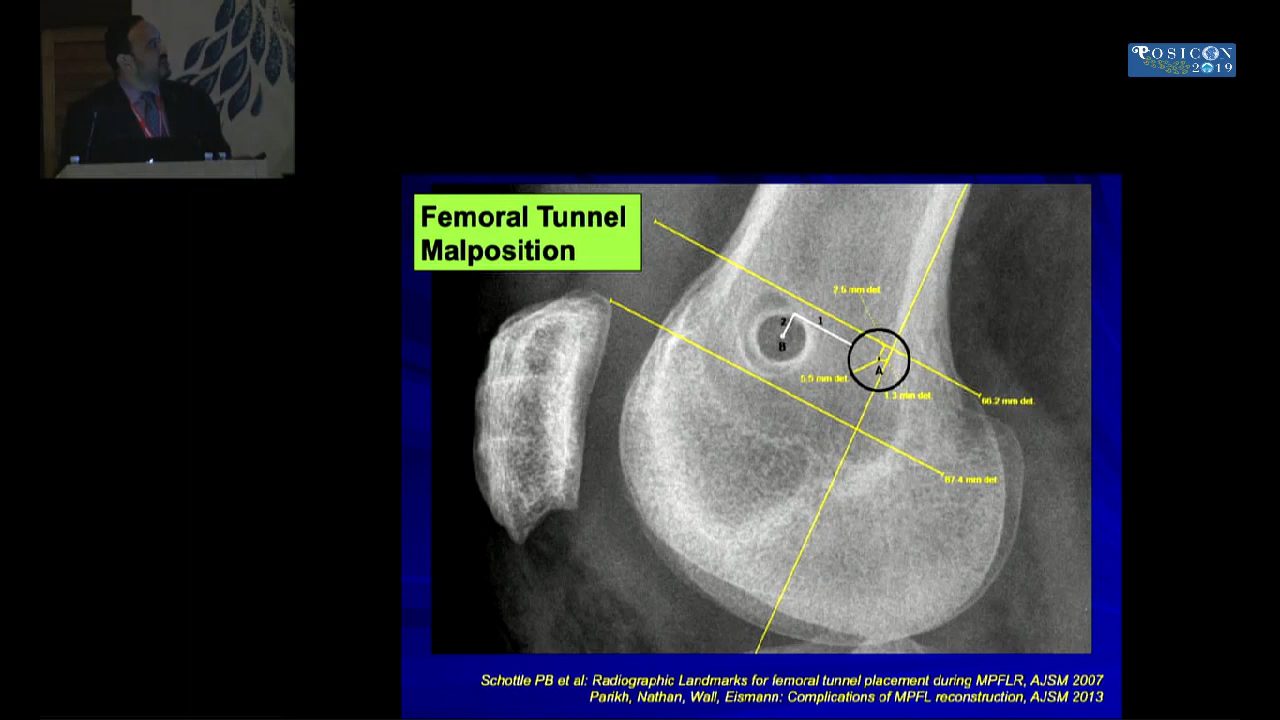 POSICON
2019
Femoral Tunnel
Malposition
2.5 mm det.
2
1
B
A
5.5 mm det.
1.3 mm det.
66.2 mm det.
67.4 mm det.
Schottle PB et al: Radiographic Landmarks for femoral tunnel placement during MPFLR, AJSM 2007
Parikh, Nathan, Wall, Eismann: Complications of MPFL reconstruction, AJSM 2013